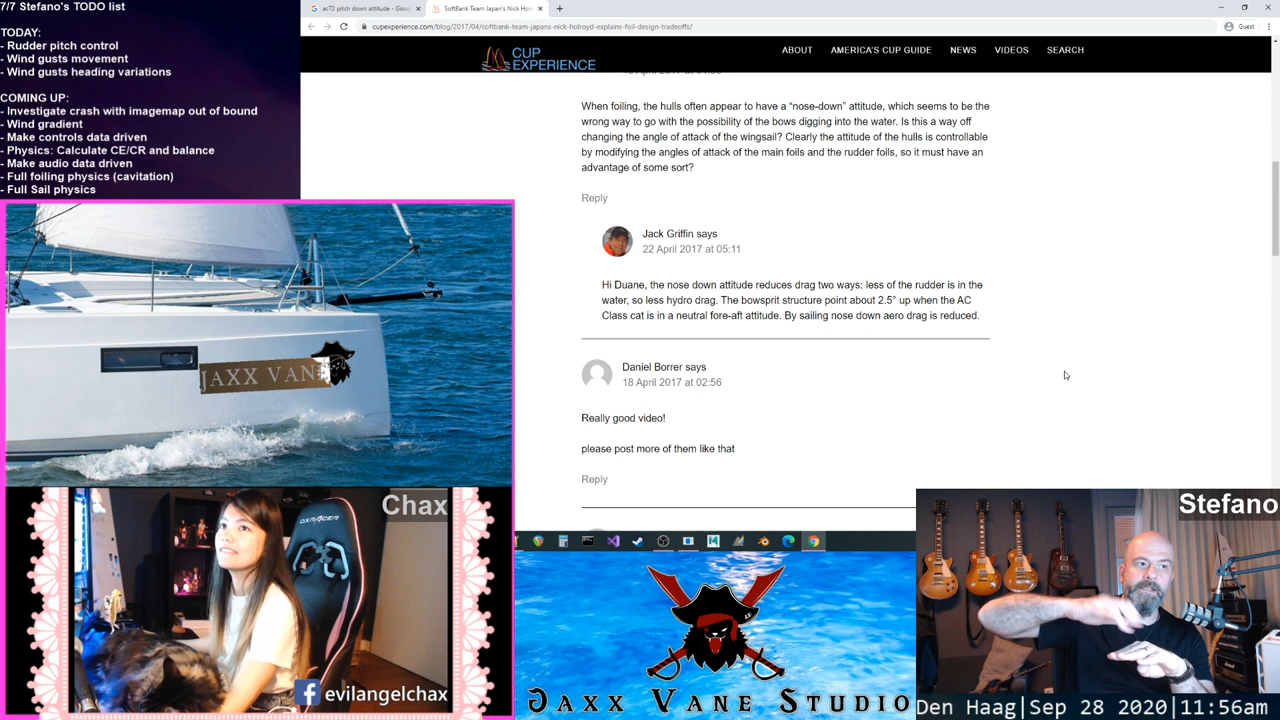 7/7 Stefano's TODO list
TODAY:
- Rudder pitch control
- Wind gusts movement
- Wind gusts heading variations
COMING UP:
- Investigate crash with imagemap out of bound
- Wind gradient
- Make controls data driven
- Physics: Calculate CE/CR and balance
- Make audio data driven
- Full foiling physics (cavitation)
- Full Sail physics
ac72 pitch down attitude - Goog
SoftBank Team Japan's Nick Holr
cupexperience.com/blog/2017/04/softbank-team-japans-nick-holroyd-explains-foil-design-tradeoffs/
Guest
CUP
EXPERIENCE
ABOUT
AMERICA'S CUP GUIDE
NEWS
VIDEOS
SEARCH
When foiling, the hulls often appear to have a “nose-down” attitude, which seems to be the
wrong way to go with the possibility of the bows digging into the water. Is this a way off
changing the angle of attack of the wingsail? Clearly the attitude of the hulls is controllable
by modifying the angles of attack of the main foils and the rudder foils, so it must have an
advantage of some sort?
Reply
Jack Griffin says
22 April 2017 at 05:11
Hi Duane, the nose down attitude reduces drag two ways: less of the rudder is in the
water, so less hydro drag. The bowsprit structure point about 2.5° up when the AC
Class cat is in a neutral fore-aft attitude. By sailing nose down aero drag is reduced.
Daniel Borrer says
18 April 2017 at 02:56
Really good video!
please post more of them like that
Reply
JAXX VANE
Chax
DXRACER
evilangelchax
Stefano
Jaxx Vane Studio
Den Haag|Sep 28 2020|11:56am